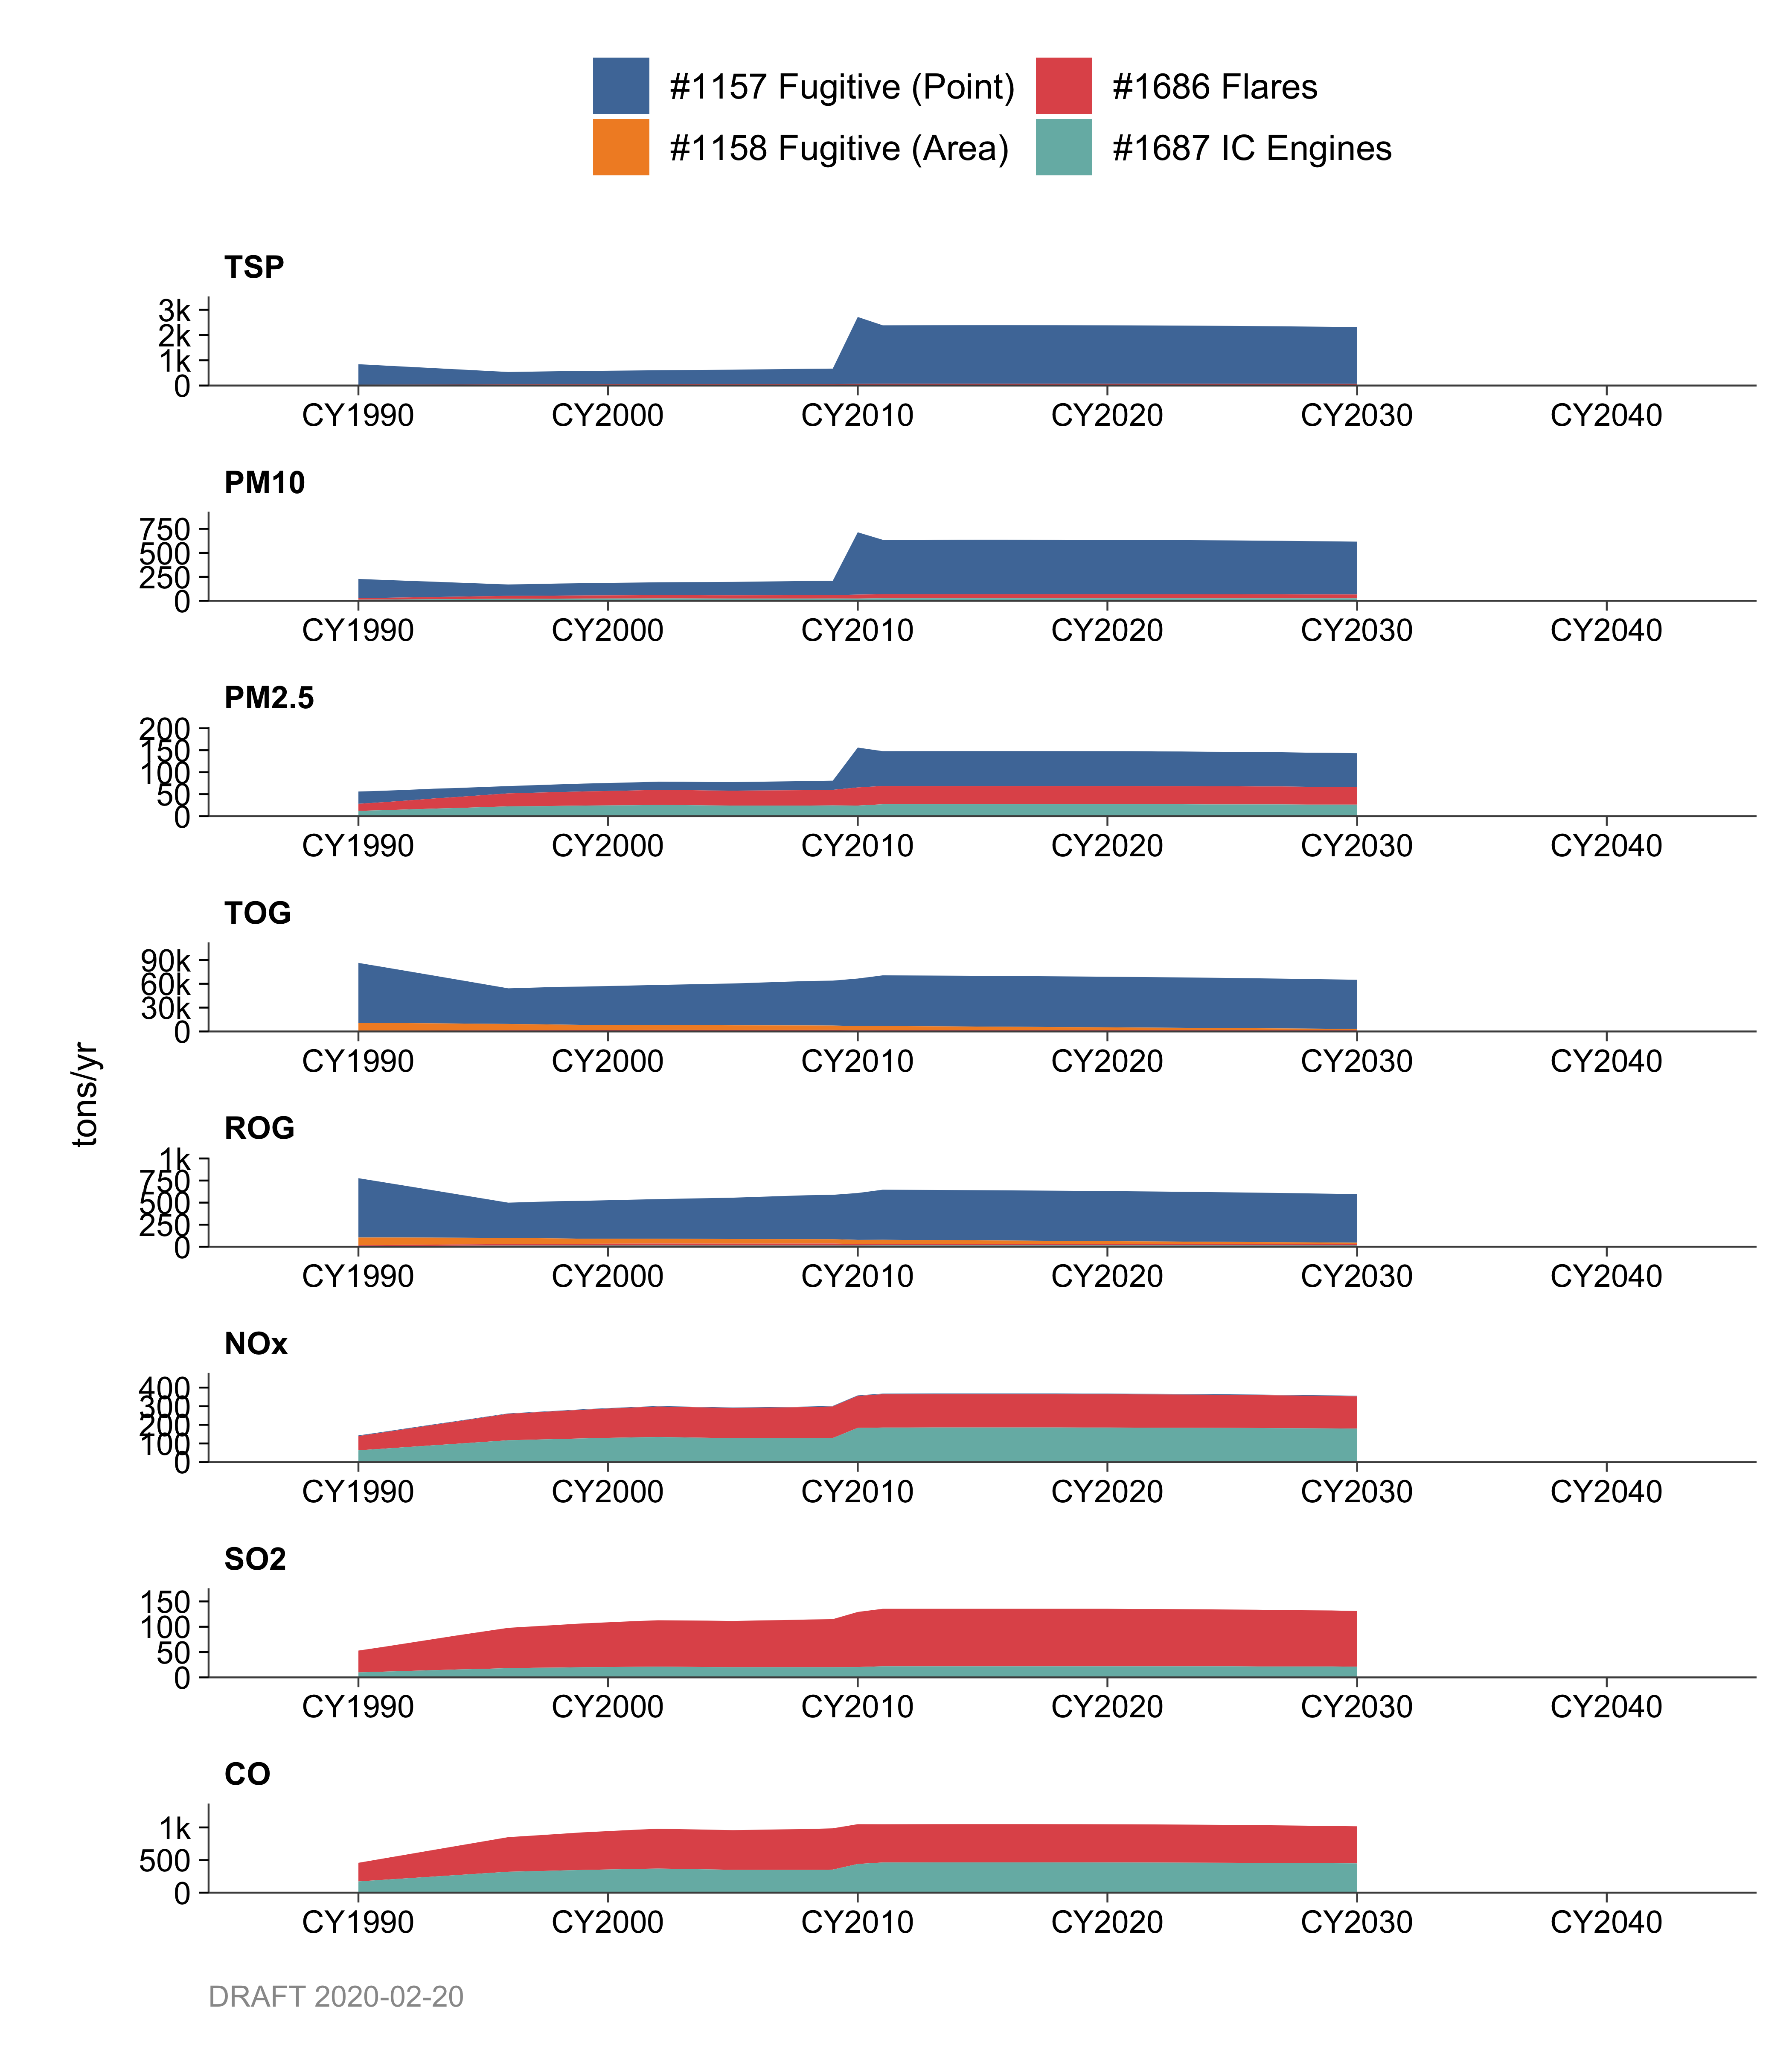 #1157 Fugitive (Point) #1686 Flares
#1158 Fugitive (Area) #1687 IC Engines
TSP
3k
2k
1k
0
CY1990 CY2000 CY2010 CY2020 CY2030 CY2040
PM10
750
500
250
0
CY1990 CY2000 CY2010 CY2020 CY2030 CY2040
PM2.5
200
150
100
50
0
CY1990 CY2000 CY2010 CY2020 CY2030 CY2040
TOG
90k
60k
30k
0
CY1990 CY2000 CY2010 CY2020 CY2030 CY2040
tons/yr
ROG
1k
750
500
250
0
CY1990 CY2000 CY2010 CY2020 CY2030 CY2040
NOx
400
300
200
100
0
CY1990 CY2000 CY2010 CY2020 CY2030 CY2040
SO2
150
100
50
0
CY1990 CY2000 CY2010 CY2020 CY2030 CY2040
CO
1k
500
0
CY1990 CY2000 CY2010 CY2020 CY2030 CY2040
DRAFT 2020-02-20